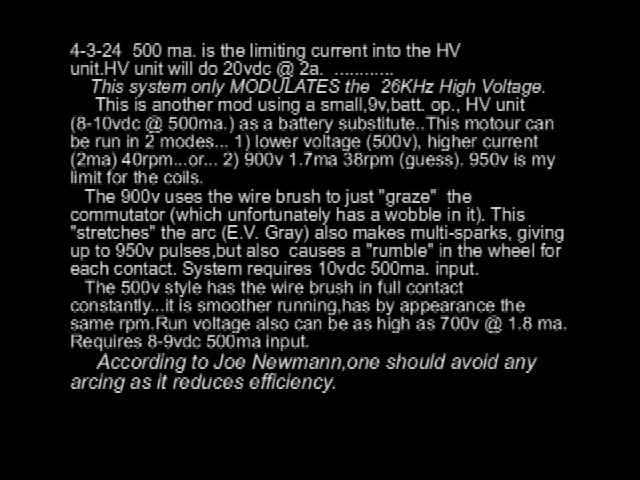 4-3-24  500 ma. is the limiting current into the HV
unit.HV unit will do 20vdc @ 2a.  ............
This system only MODULATES the  26KHz High Voltage.
This is another mod using a small,9v,batt. op., HV unit
(8-10vdc @ 500ma.) as a battery substitute..This motour can
be run in 2 modes... 1) lower voltage (500v), higher current
(2ma) 40rpm...or... 2) 900v 1.7ma 38rpm (guess). 950v is my
limit for the coils.
The 900v uses the wire brush to just "graze"  the
commutator (which unfortunately has a wobble in it). This
"stretches" the arc (E.V. Gray) also makes multi-sparks, giving
up to 950v pulses,but also  causes a "rumble" in the wheel for
each contact. System requires 10vdc 500ma. input.
The 500v style has the wire brush in full contact
constantly...it is smoother running,has by appearance the
same rpm.Run voltage also can be as high as 700v @ 1.8 ma.
Requires 8-9vdc 500ma input.
According to Joe Newmann,one should avoid any
arcing as it reduces efficiency.